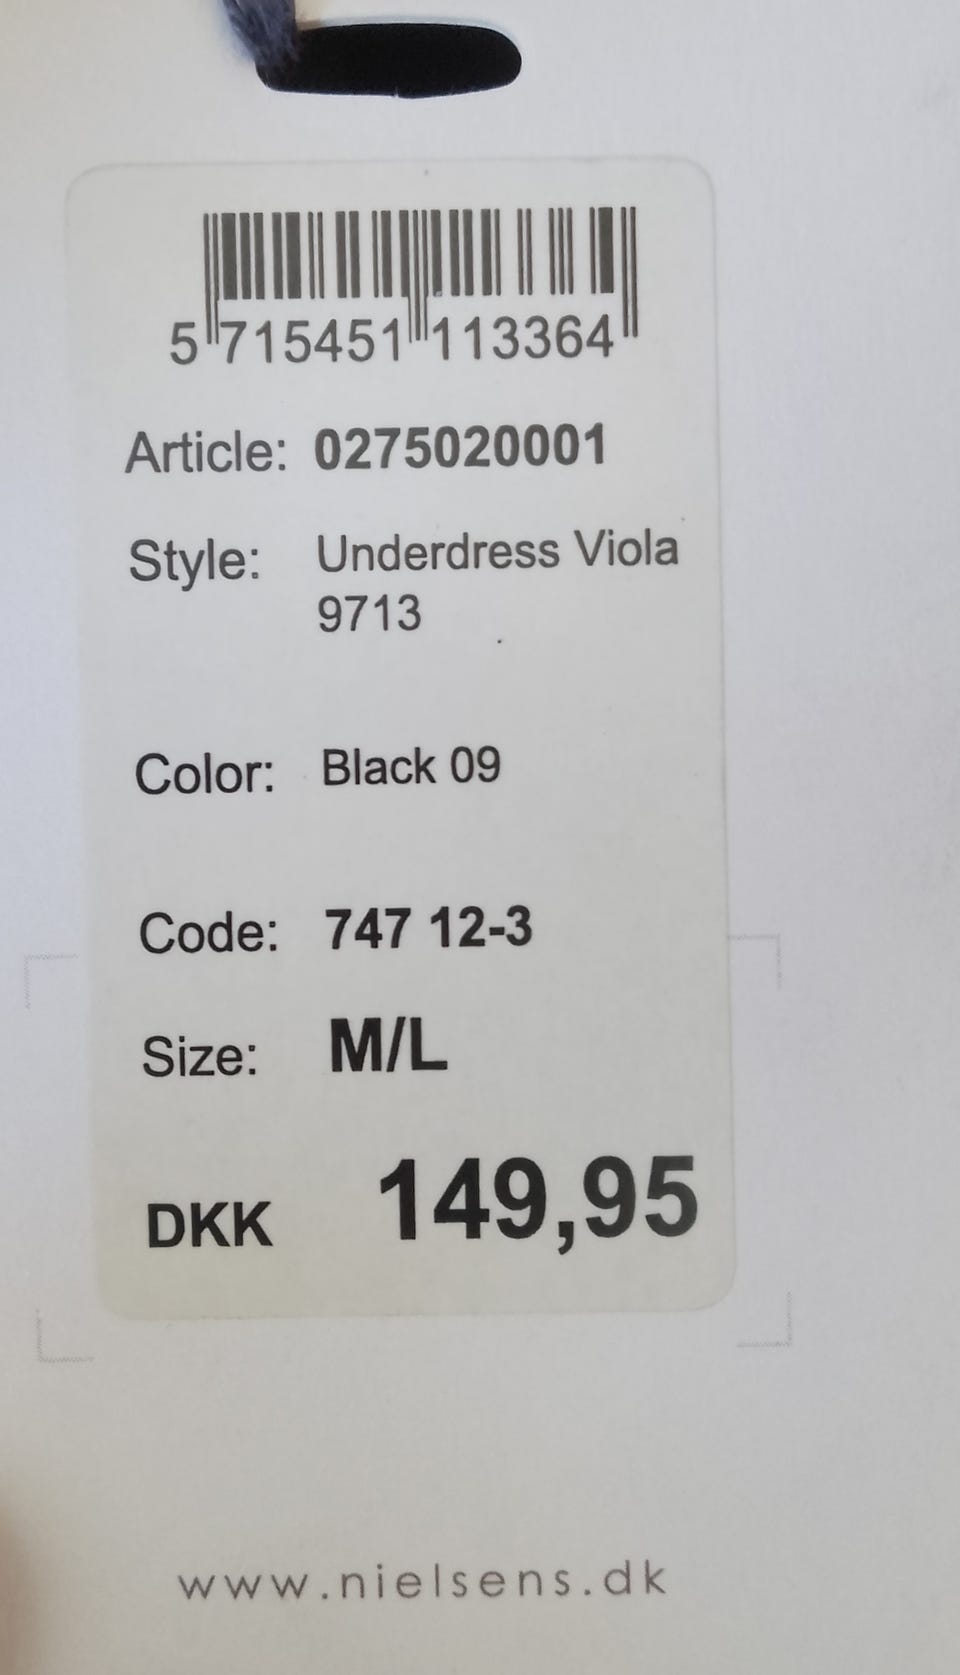 5 715451 113364
Article: 0275020001
Style: Underdress Viola
9713
Color: Black 09
Code: 747 12-3
Size: M/L
DKK 149,95
www.nielsens.dk